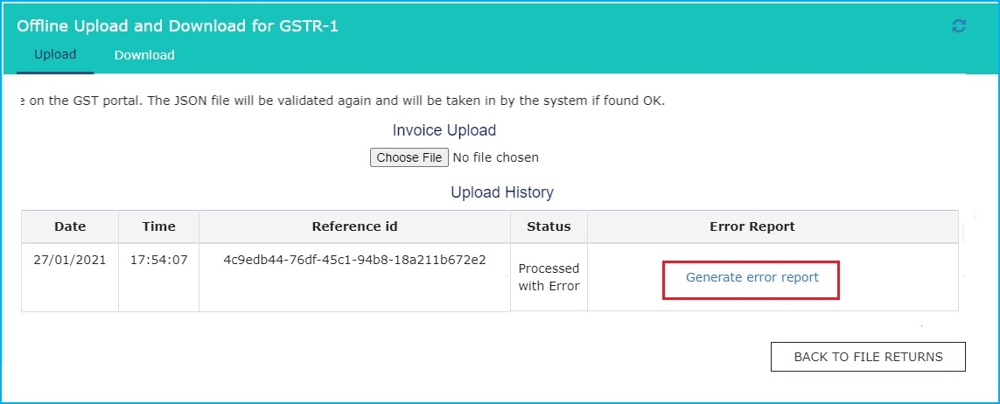 Offline Upload and Download for GSTR-1
Upload Download
e on the GST portal. The JSON file will be validated again and will be taken in by the system if found OK.
Invoice Upload
Choose File No file chosen
Upload History
Date Time Reference id Status Error Report
27/01/2021 17:54:07 4c9edb44-76df-45c1-94b8-18a211b672e2 Processed with Error Generate error report
BACK TO FILE RETURNS